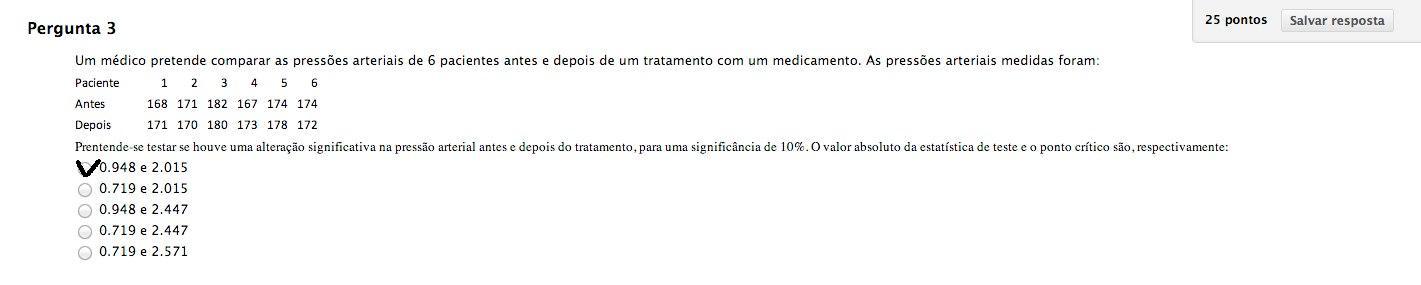 25 pontos Salvar resposta
Pergunta 3
Um médico pretende comparar as pressões arteriais de 6 pacientes antes e depois de um tratamento com um medicamento. As pressões arteriais medidas foram:
Paciente 1 2 3 4 5 6
Antes 168 171 182 167 174 174
Depois 171 170 180 173 178 172
Prentende-se testar se houve uma alteração significativa na pressão arterial antes e depois do tratamento, para uma significância de 10%. O valor absoluto da estatística de teste e o ponto crítico são, respectivamente:
0.948 e 2.015
0.719 e 2.015
0.948 e 2.447
0.719 e 2.447
0.719 e 2.571